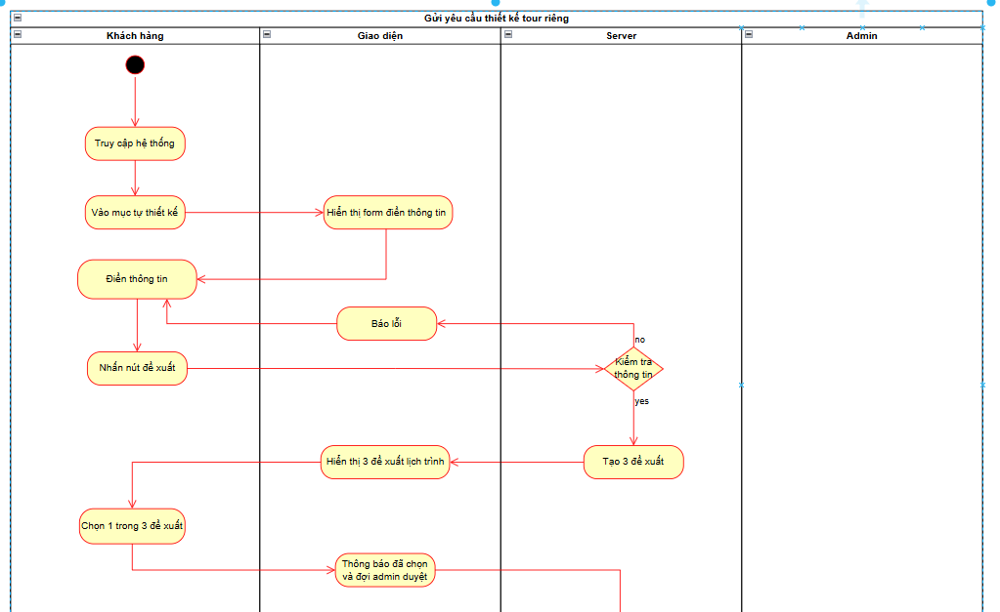 Gửi yêu cầu thiết kế tour riêng
Khách hàng
Giao diện
Server
Admin
Truy cập hệ thống
Vào mục tự thiết kế
Hiển thị form điền thông tin
Điền thông tin
Báo lỗi
no
Nhấn nút đề xuất
Kiểm tra
thông tin
yes
Hiển thị 3 đề xuất lịch trình
Tạo 3 đề xuất
Chọn 1 trong 3 đề xuất
Thông báo đã chọn
và đợi admin duyệt